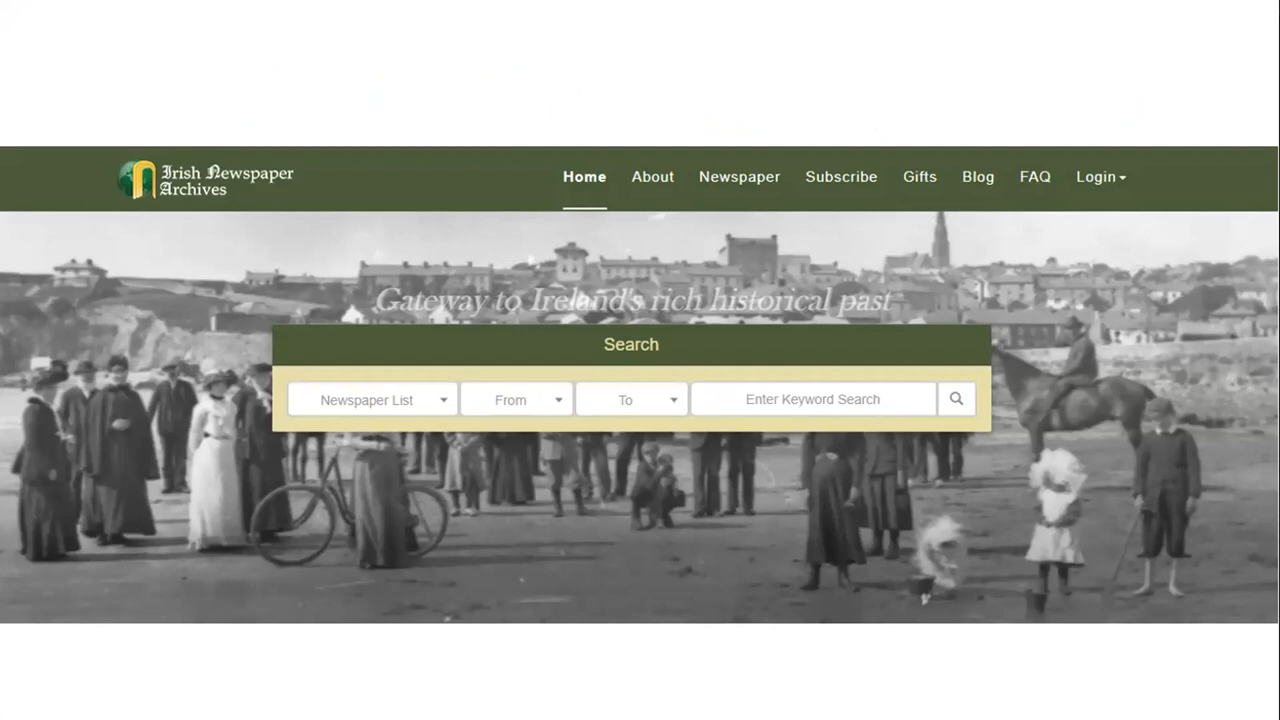 Irish Newspaper
Archives
Home About Newspaper Subscribe Gifts Blog FAQ Login
Gateway to Ireland's rich historical past
Search
Newspaper List From To Enter Keyword Search